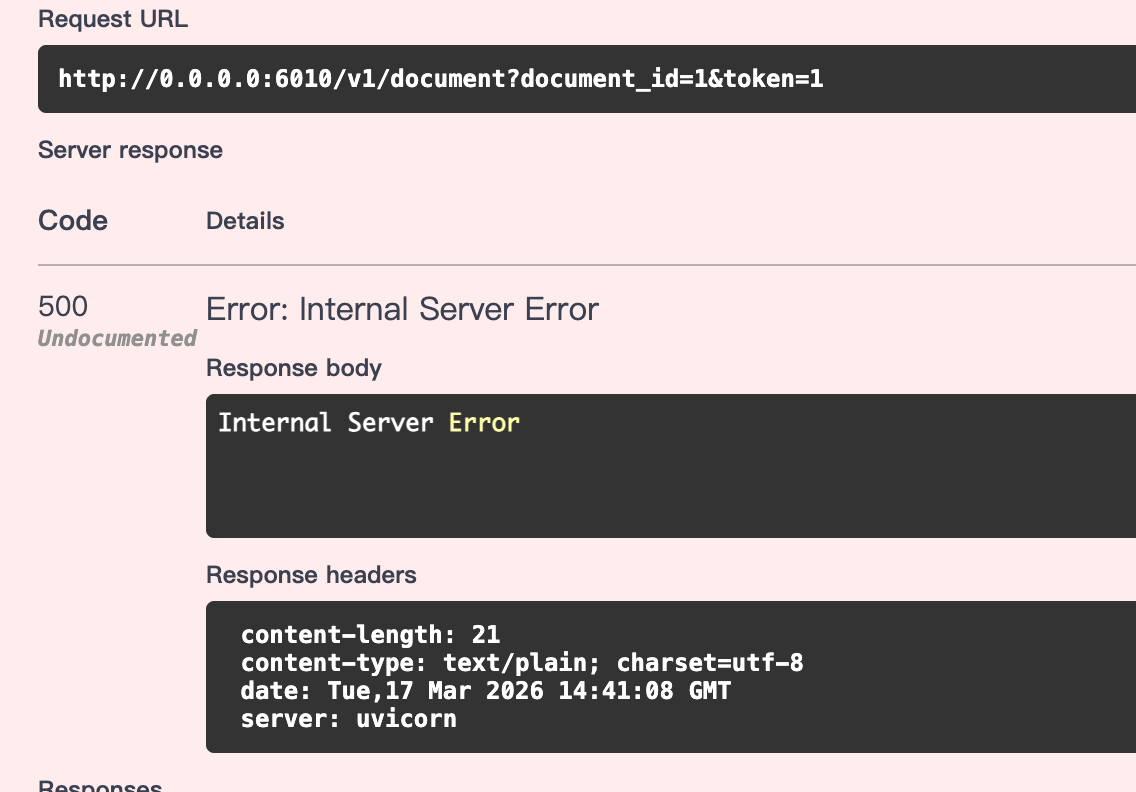 Request URL
http://0.0.0.0:6010/v1/document?document_id=1&token=1
Server response
Code Details
500 Error: Internal Server Error
Undocumented
Response body
Internal Server Error
Response headers
content-length: 21
content-type: text/plain; charset=utf-8
date: Tue,17 Mar 2026 14:41:08 GMT
server: uvicorn
Responses